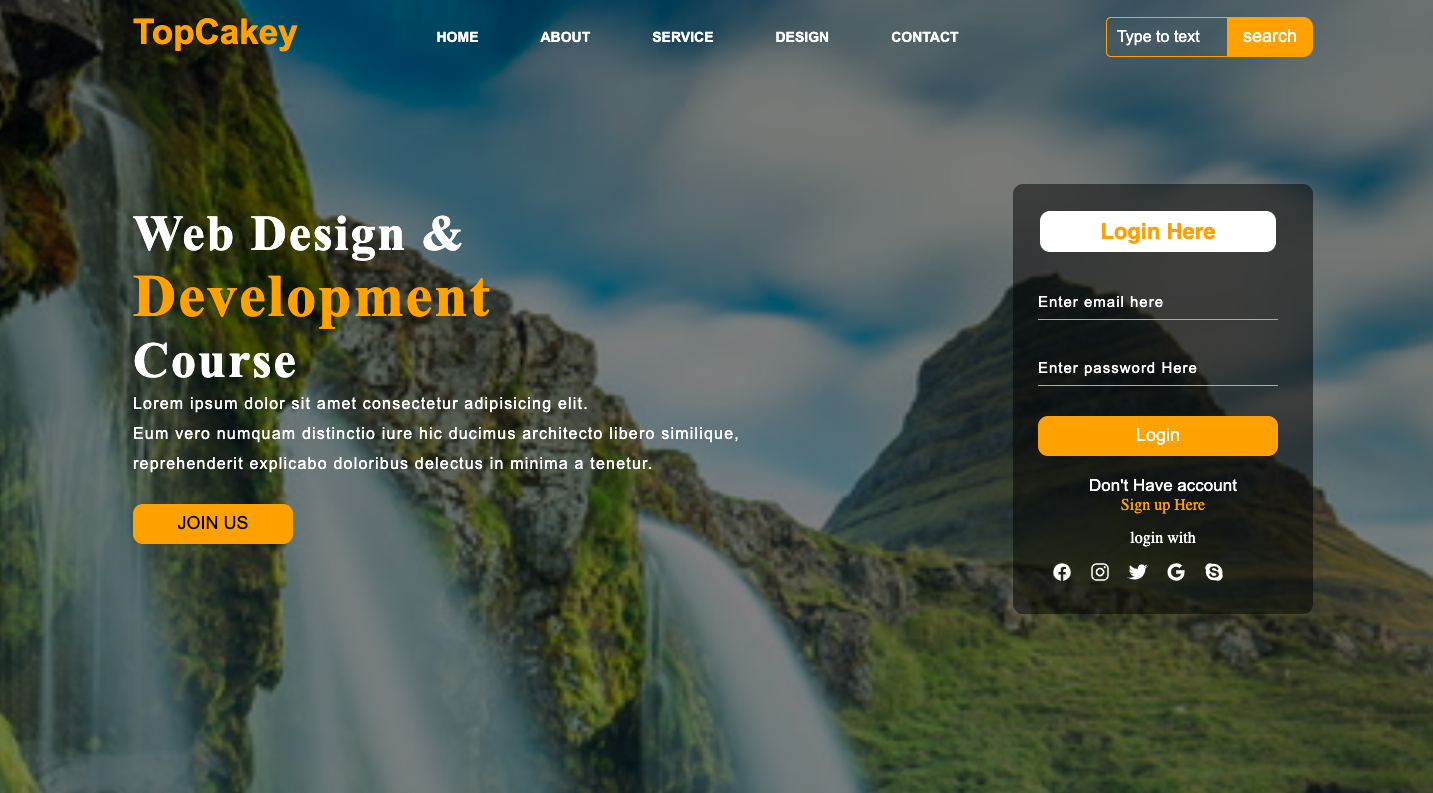 TopCakey
HOME ABOUT SERVICE DESIGN CONTACT
Type to text search
Web Design &
Development
Course
Lorem ipsum dolor sit amet consectetur adipisicing elit.
Eum vero numquam distinctio iure hic ducimus architecto libero similique,
reprehenderit explicabo doloribus delectus in minima a tenetur.
JOIN US
Login Here
Enter email here
Enter password Here
Login
Don't Have account
Sign up Here
login with